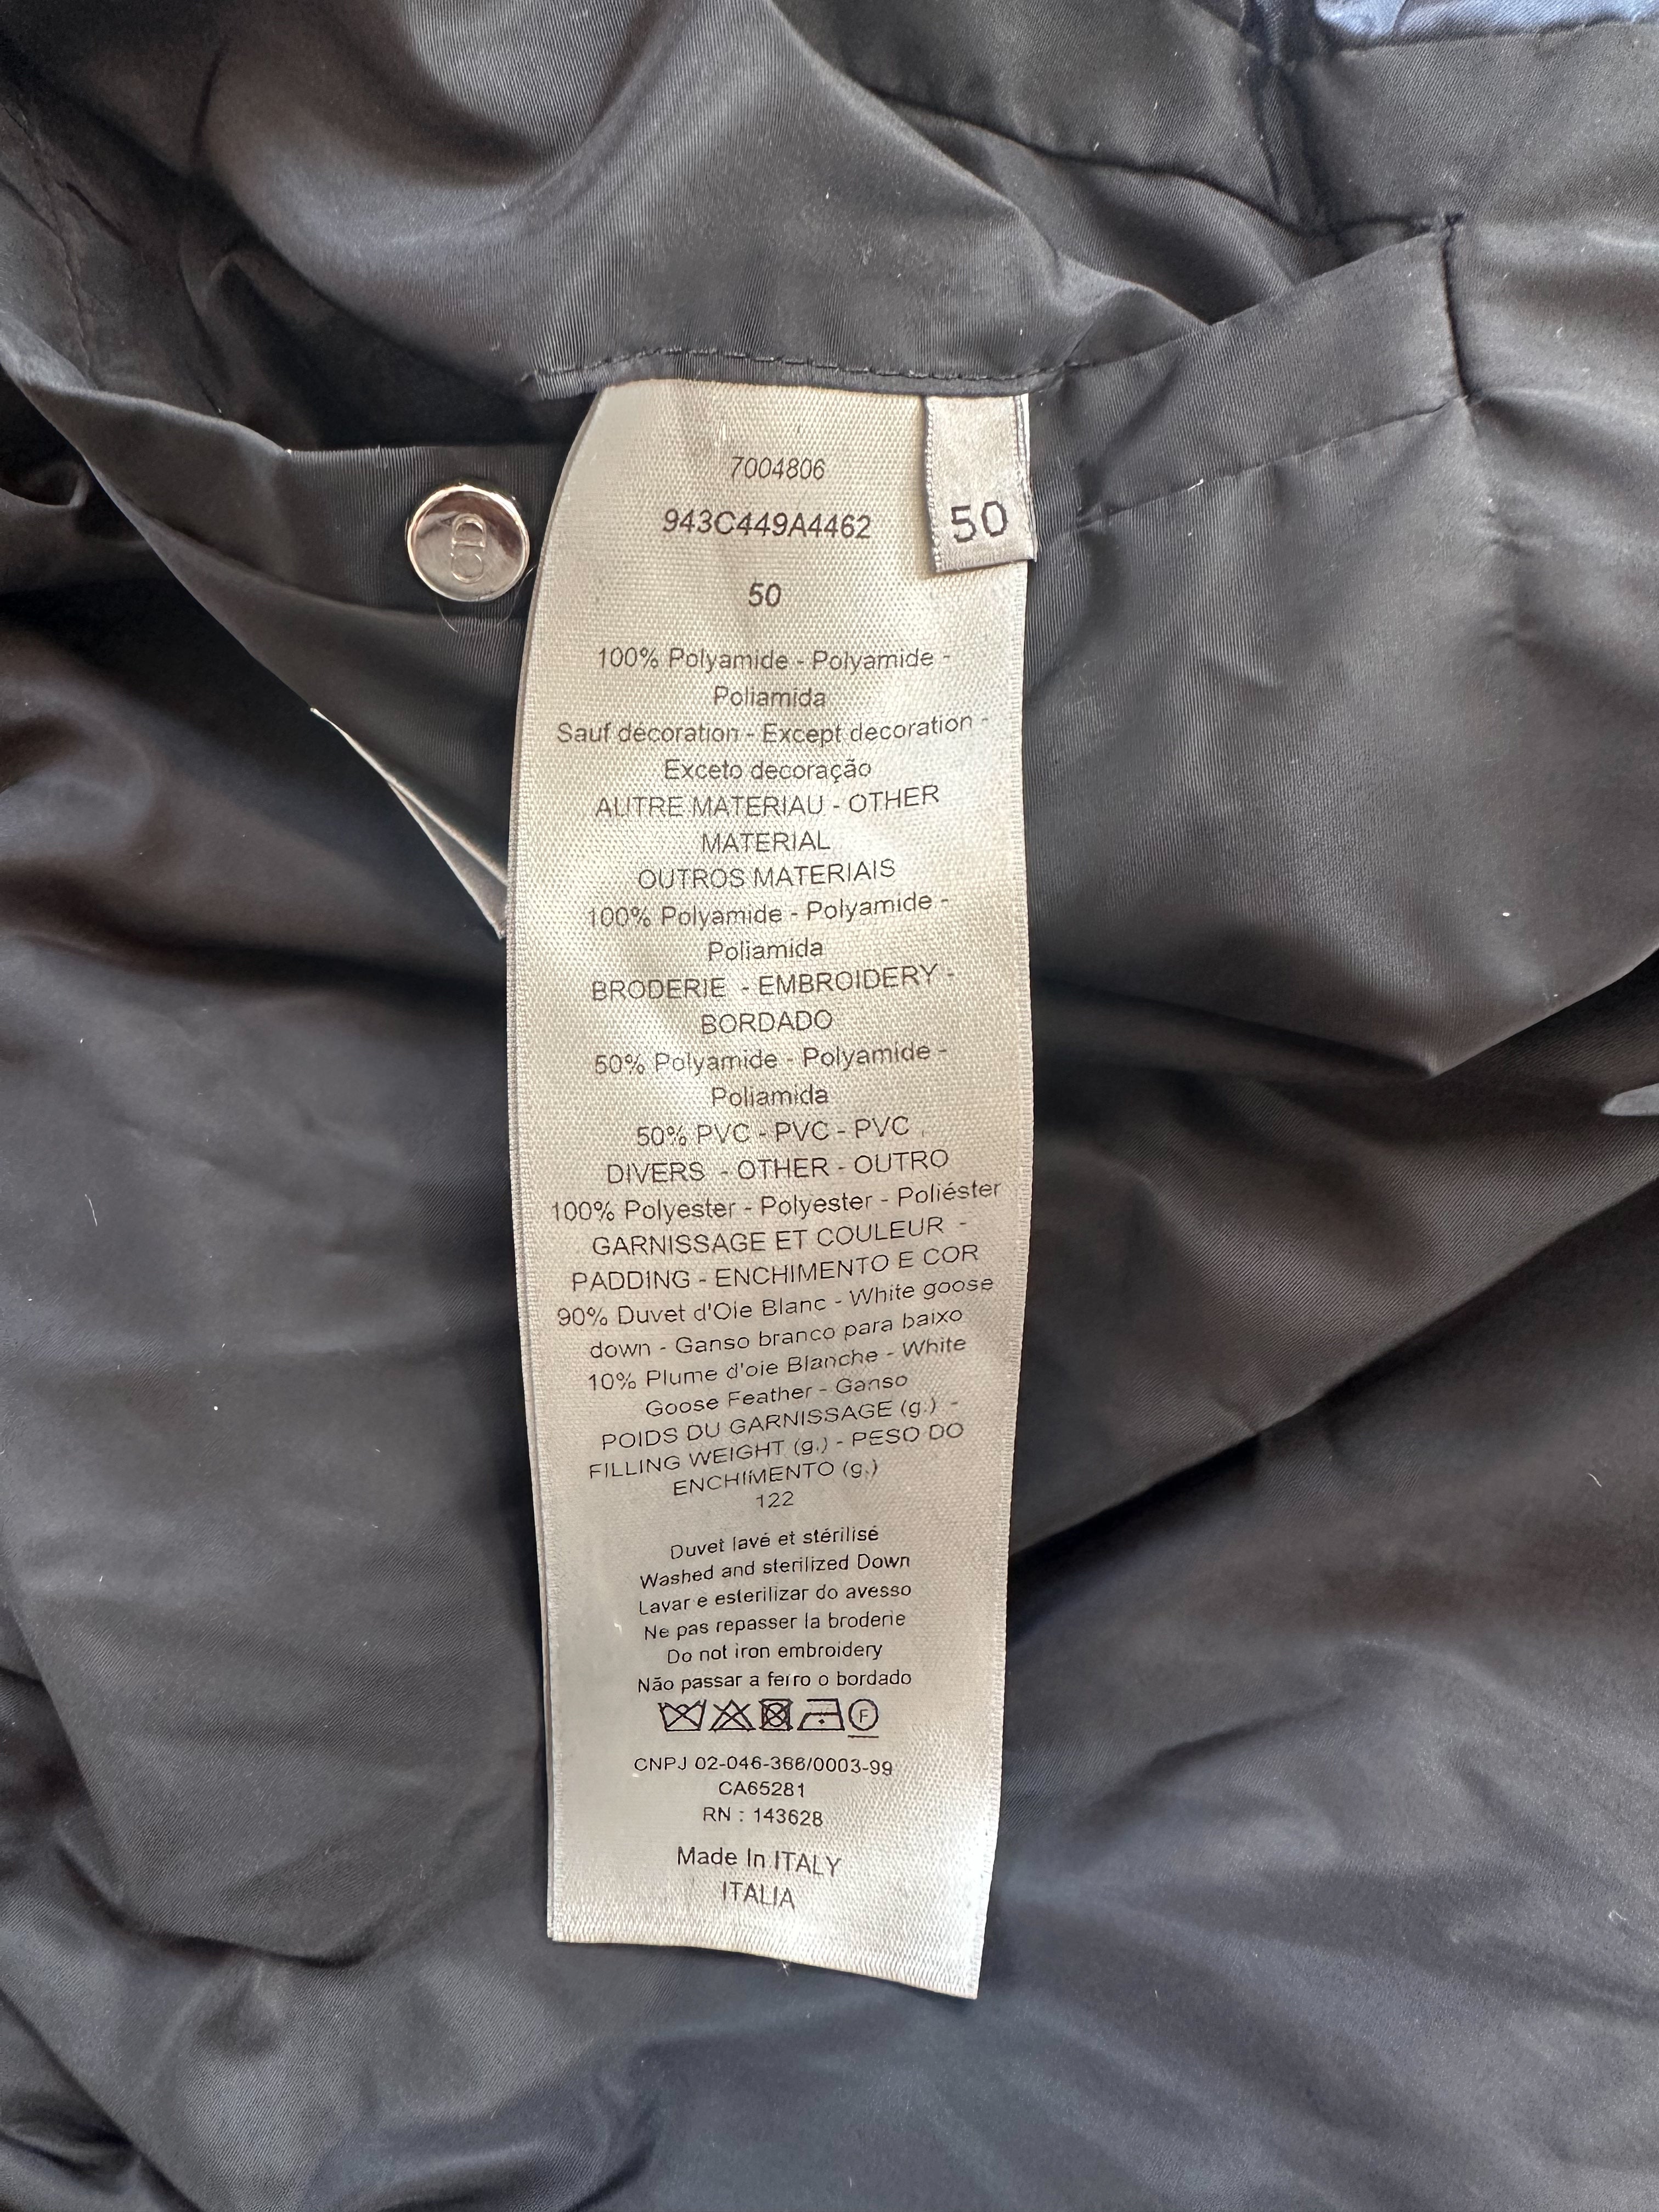 7004806
943C449A4462
50
50
100% Polyamide - Polyamide -
Poliamida
Sauf décoration - Except decoration -
Exceto decoração
AUTRE MATERIAU - OTHER
MATERIAL
OUTROS MATERIAIS
100% Polyamide - Polyamide -
Poliamida
BRODERIE - EMBROIDERY -
BORDADO
50% Polyamide - Polyamide -
Poliamida
50% PVC - PVC - PVC
DIVERS - OTHER - OUTRO
100% Polyester - Polyester - Poliéster
GARNISSAGE ET COULEUR -
PADDING - ENCHIMENTO E COR
90% Duvet d'Oie Blanc - White goose
down - Ganso branco para baixo
10% Plume d'oie Blanche - White
Goose Feather - Ganso
POIDS DU GARNISSAGE (g.) -
FILLING WEIGHT (g.) - PESO DO
ENCHIMENTO (g.)
122
Duvet lavé et stérilisé
Washed and sterilized Down
Lavar e esterilizar do avesso
Ne pas repasser la broderie
Do not iron embroidery
Não passar a ferro o bordado
F
CNPJ 02-046-366/0003-99
CA65281
RN : 143628
Made In ITALY
ITALIA
CD